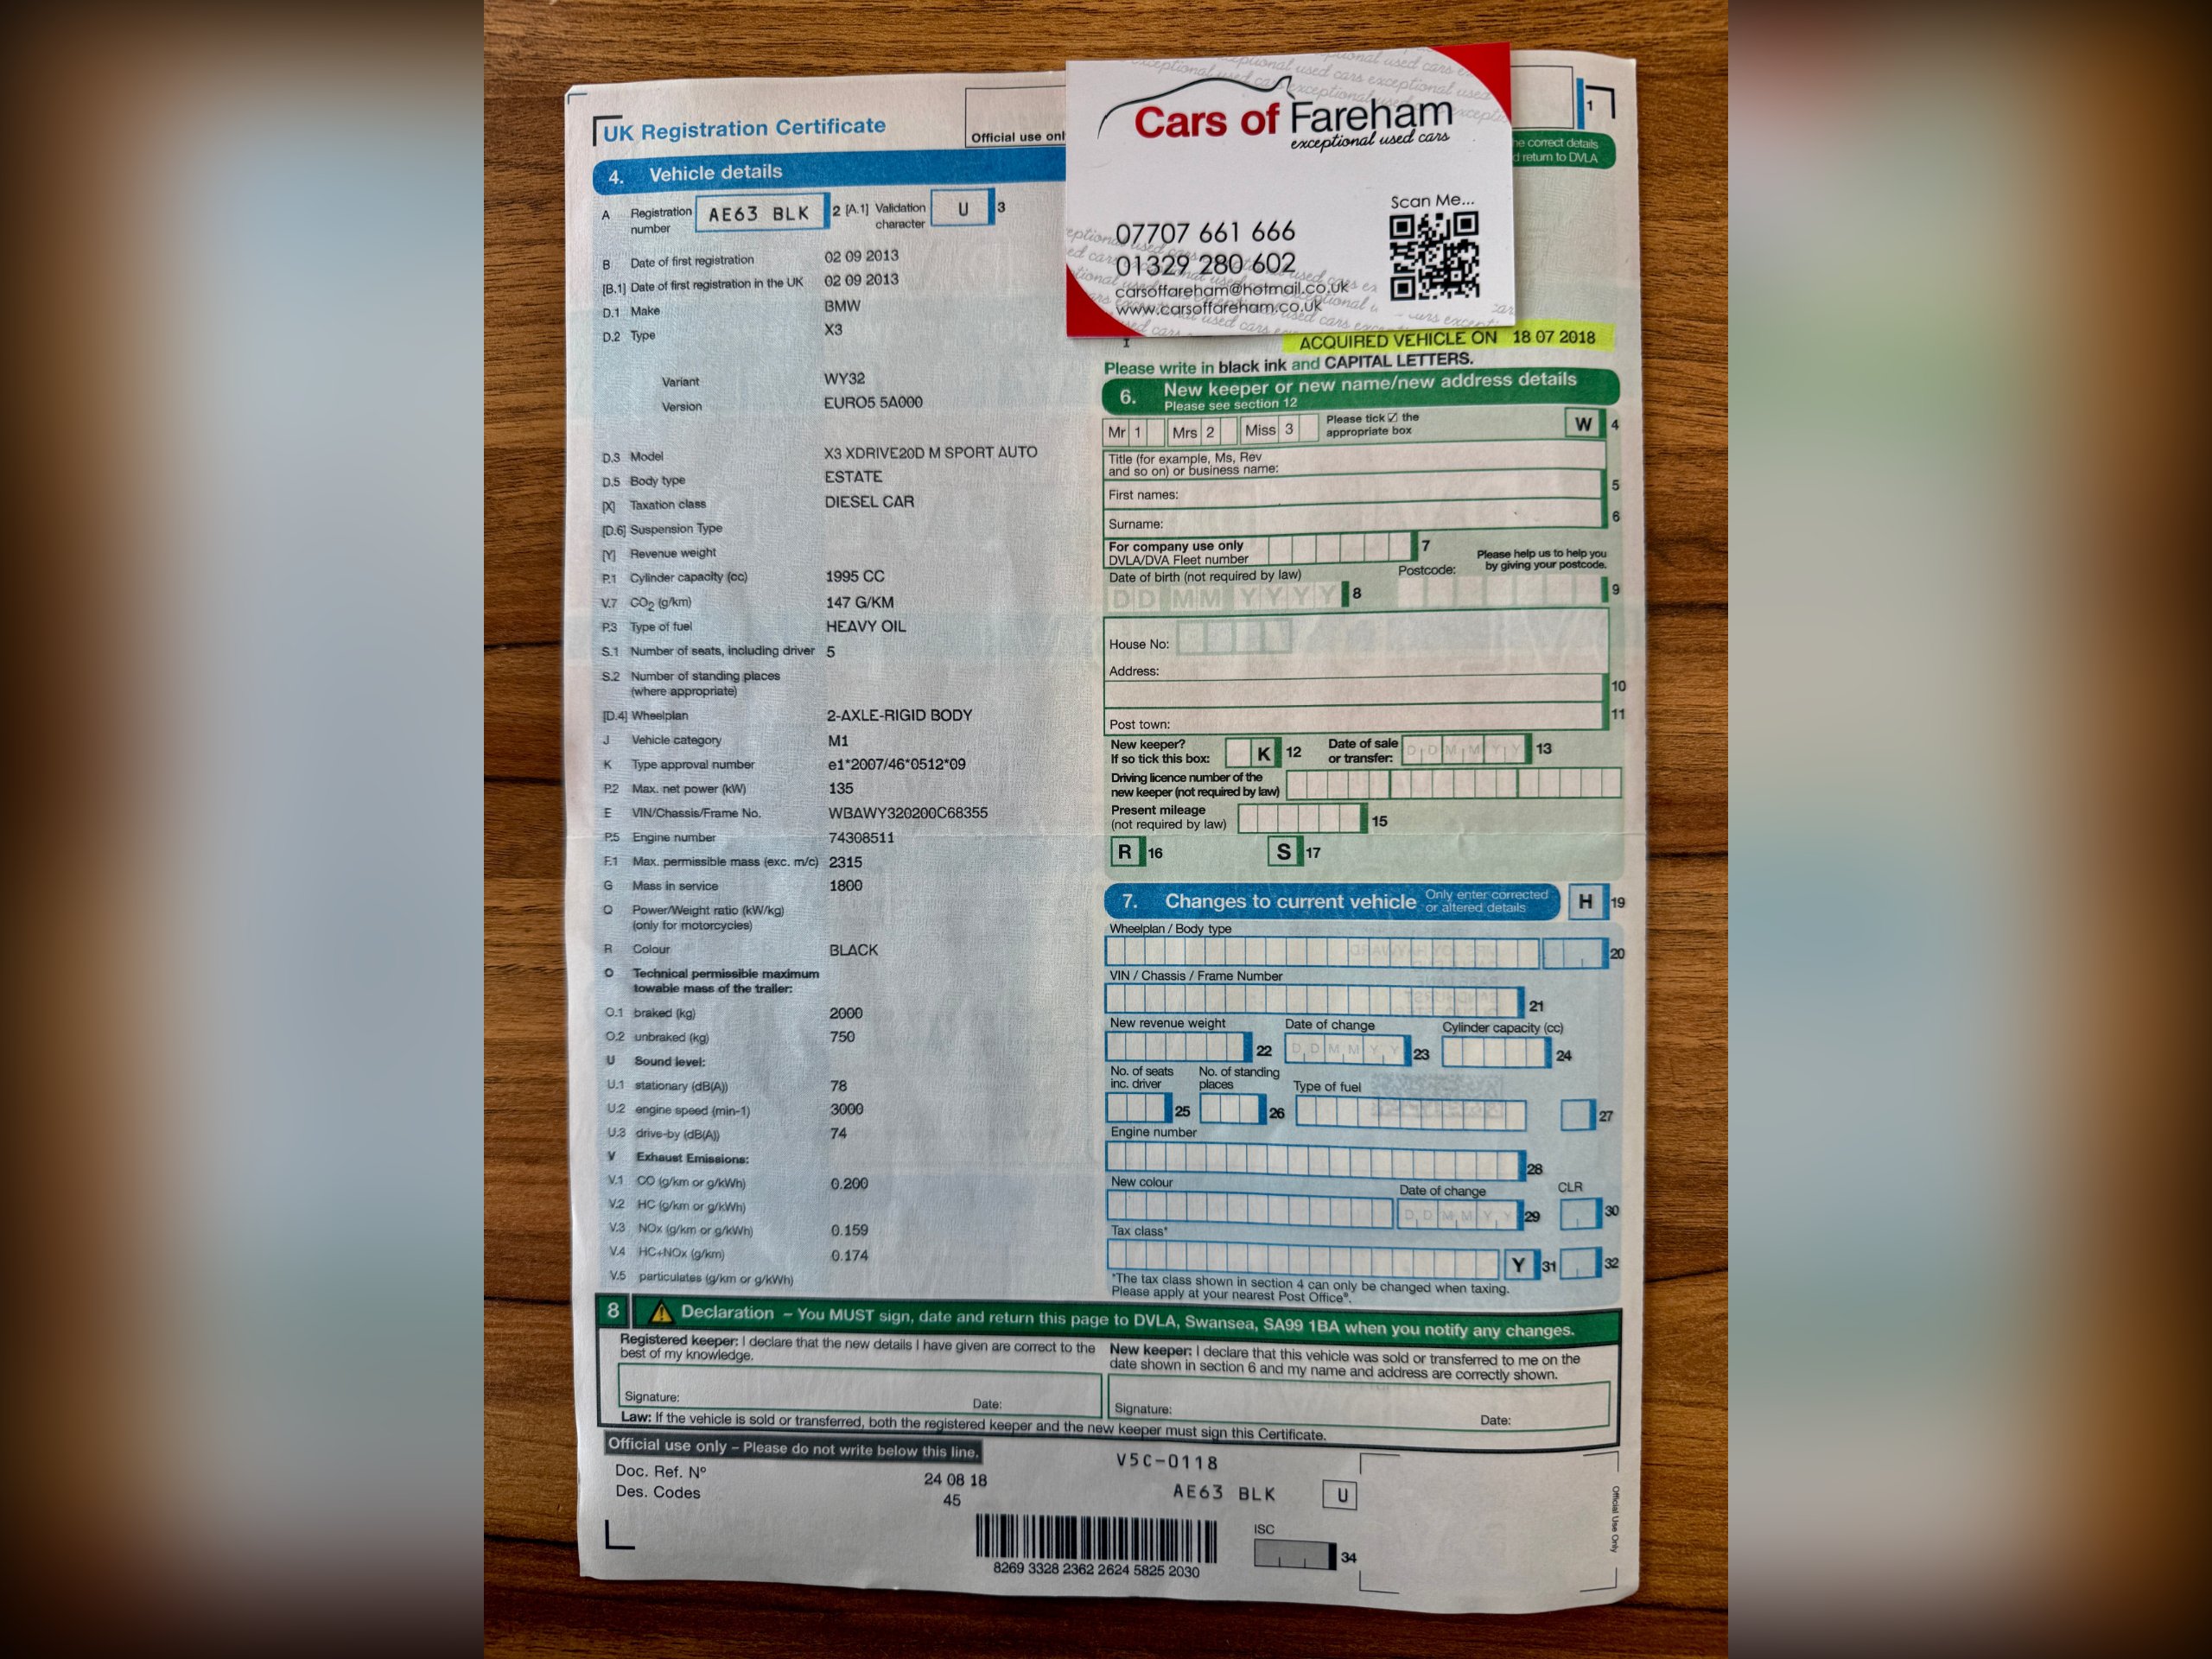 UK Registration Certificate
Official use onl
4. Vehicle details
A Registration number AE63 BLK 2 [A.1] Validation character U 3
B Date of first registration 02 09 2013
[B.1] Date of first registration in the UK 02 09 2013
D.1 Make BMW
D.2 Type X3
Variant WY32
Version EURO5 5A000
D.3 Model X3 XDRIVE20D M SPORT AUTO
D.5 Body type ESTATE
[X] Taxation class DIESEL CAR
[D.6] Suspension Type
[Y] Revenue weight
P.1 Cylinder capacity (cc) 1995 CC
V.7 CO2 (g/km) 147 G/KM
P.3 Type of fuel HEAVY OIL
S.1 Number of seats, including driver 5
S.2 Number of standing places
(where appropriate)
[D.4] Wheelplan 2-AXLE-RIGID BODY
J Vehicle category M1
K Type approval number e1*2007/46*0512*09
P.2 Max. net power (kW) 135
E VIN/Chassis/Frame No. WBAWY320200C68355
P.5 Engine number 74308511
F.1 Max. permissible mass (exc. m/c) 2315
G Mass in service 1800
Q Power/Weight ratio (kW/kg)
(only for motorcycles)
R Colour BLACK
O Technical permissible maximum
towable mass of the trailer:
O.1 braked (kg) 2000
O.2 unbraked (kg) 750
U Sound level:
U.1 stationary (dB(A)) 78
U.2 engine speed (min-1) 3000
U.3 drive-by (dB(A)) 74
V Exhaust Emissions:
V.1 CO (g/km or g/kWh) 0.200
V.2 HC (g/km or g/kWh)
V.3 NOx (g/km or g/kWh) 0.159
V.4 HC+NOx (g/km) 0.174
V.5 particulates (g/km or g/kWh)
Cars of Fareham
exceptional used cars
Scan Me...
07707 661 666
01329 280 602
carsoffareham@hotmail.co.uk
www.carsoffareham.co.uk
1
correct details
return to DVLA
ACQUIRED VEHICLE ON 18 07 2018
Please write in black ink and CAPITAL LETTERS.
6. New keeper or new name/new address details
Please see section 12
Mr 1 Mrs 2 Miss 3 Please tick ☑ the appropriate box W 4
Title (for example, Ms, Rev
and so on) or business name:
First names: 5
Surname: 6
For company use only
DVLA/DVA Fleet number 7
Please help us to help you
by giving your postcode.
Date of birth (not required by law) Postcode:
DD MM YYYY 8 9
House No:
Address:
10
Post town: 11
New keeper?
If so tick this box: K 12 Date of sale or transfer: D D M M Y Y 13
Driving licence number of the
new keeper (not required by law)
Present mileage
(not required by law) 15
R 16 S 17
7. Changes to current vehicle Only enter corrected or altered details H 19
Wheelplan / Body type
20
VIN / Chassis / Frame Number
21
New revenue weight Date of change Cylinder capacity (cc)
22 D D M M Y Y 23 24
No. of seats inc. driver No. of standing places Type of fuel
25 26 27
Engine number
28
New colour Date of change CLR
D D M M Y Y 29 30
Tax class*
Y 31 32
*The tax class shown in section 4 can only be changed when taxing.
Please apply at your nearest Post Office®.
8 Declaration – You MUST sign, date and return this page to DVLA, Swansea, SA99 1BA when you notify any changes.
Registered keeper: I declare that the new details I have given are correct to the
best of my knowledge.
Signature: Date:
New keeper: I declare that this vehicle was sold or transferred to me on the
date shown in section 6 and my name and address are correctly shown.
Signature: Date:
Law: If the vehicle is sold or transferred, both the registered keeper and the new keeper must sign this Certificate.
Official use only – Please do not write below this line.
Doc. Ref. Nº 24 08 18
Des. Codes 45
V5C-0118
AE63 BLK U
8269 3328 2362 2624 5825 2030
ISC
34
Official Use Only